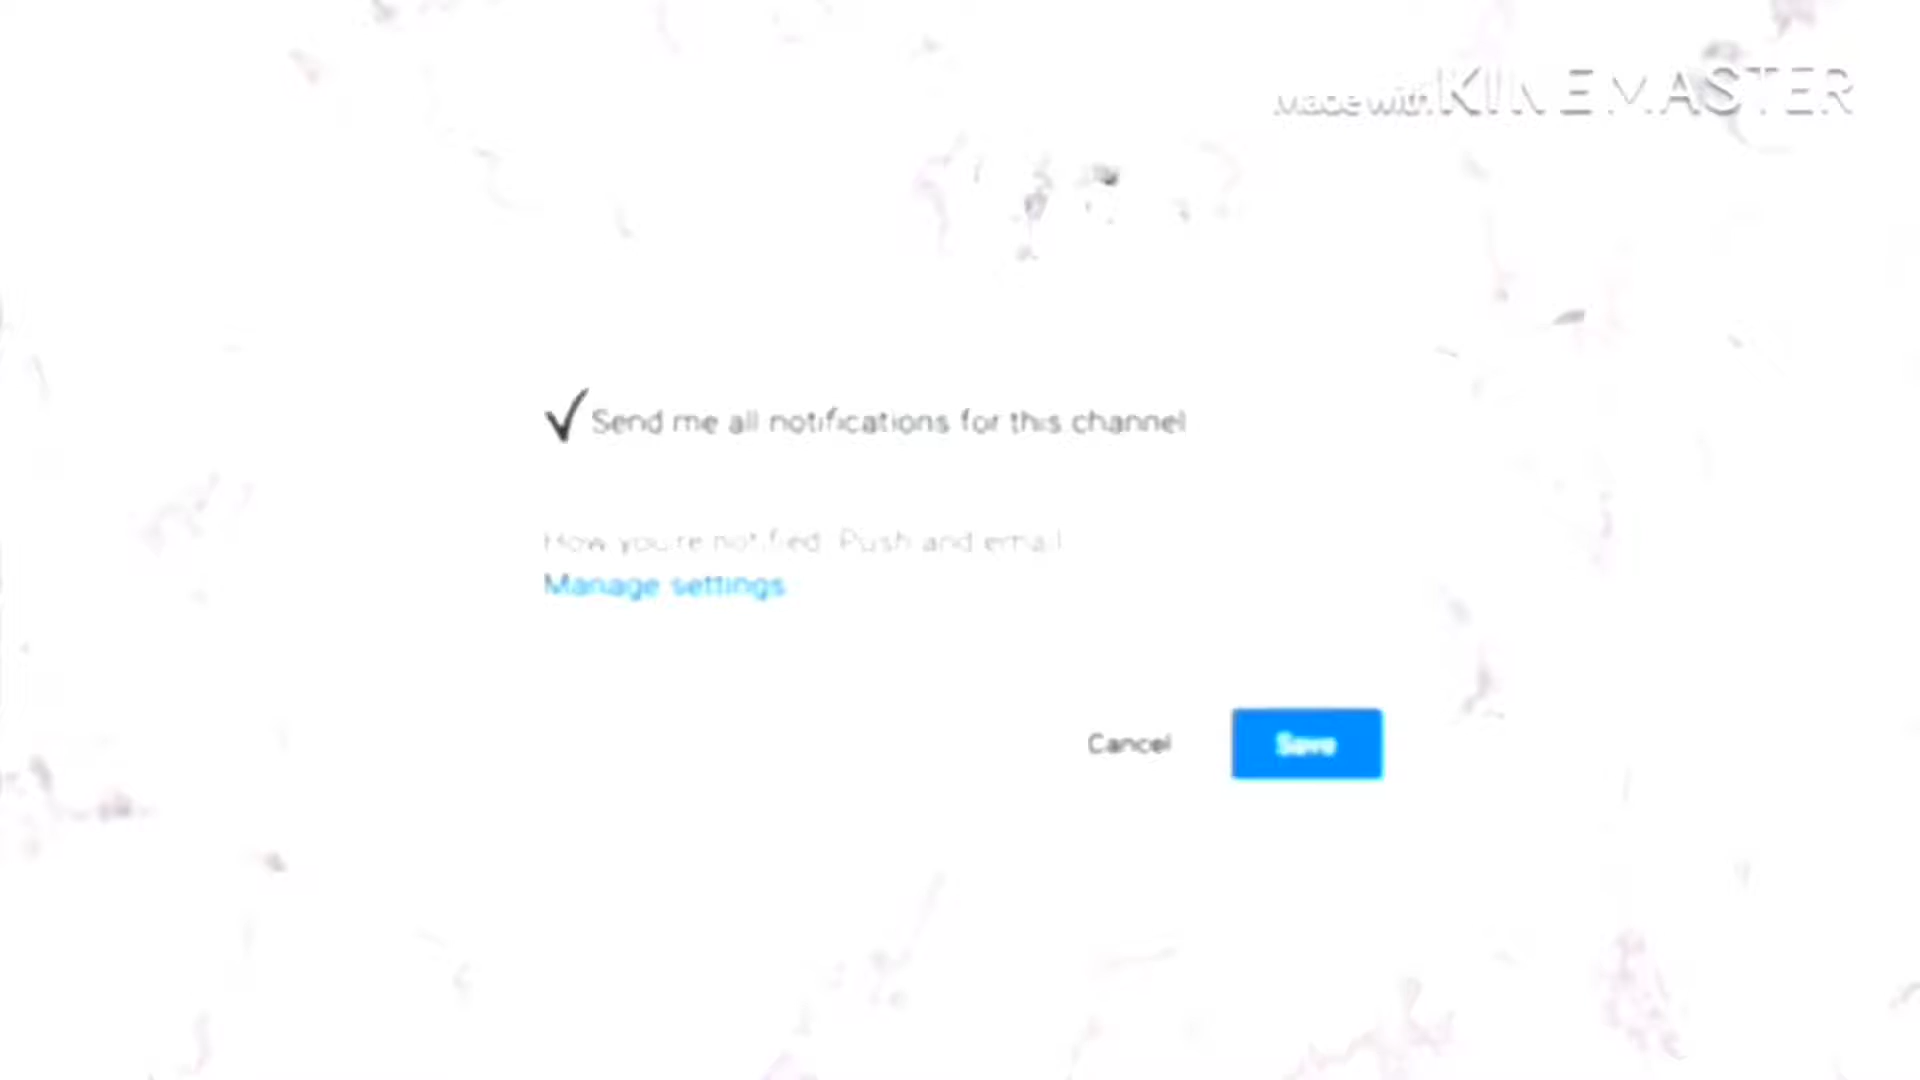 Made with KINEMASTER
Send me all notifications for this channel
How you're notified: Push and email
Manage settings
Cancel
Save